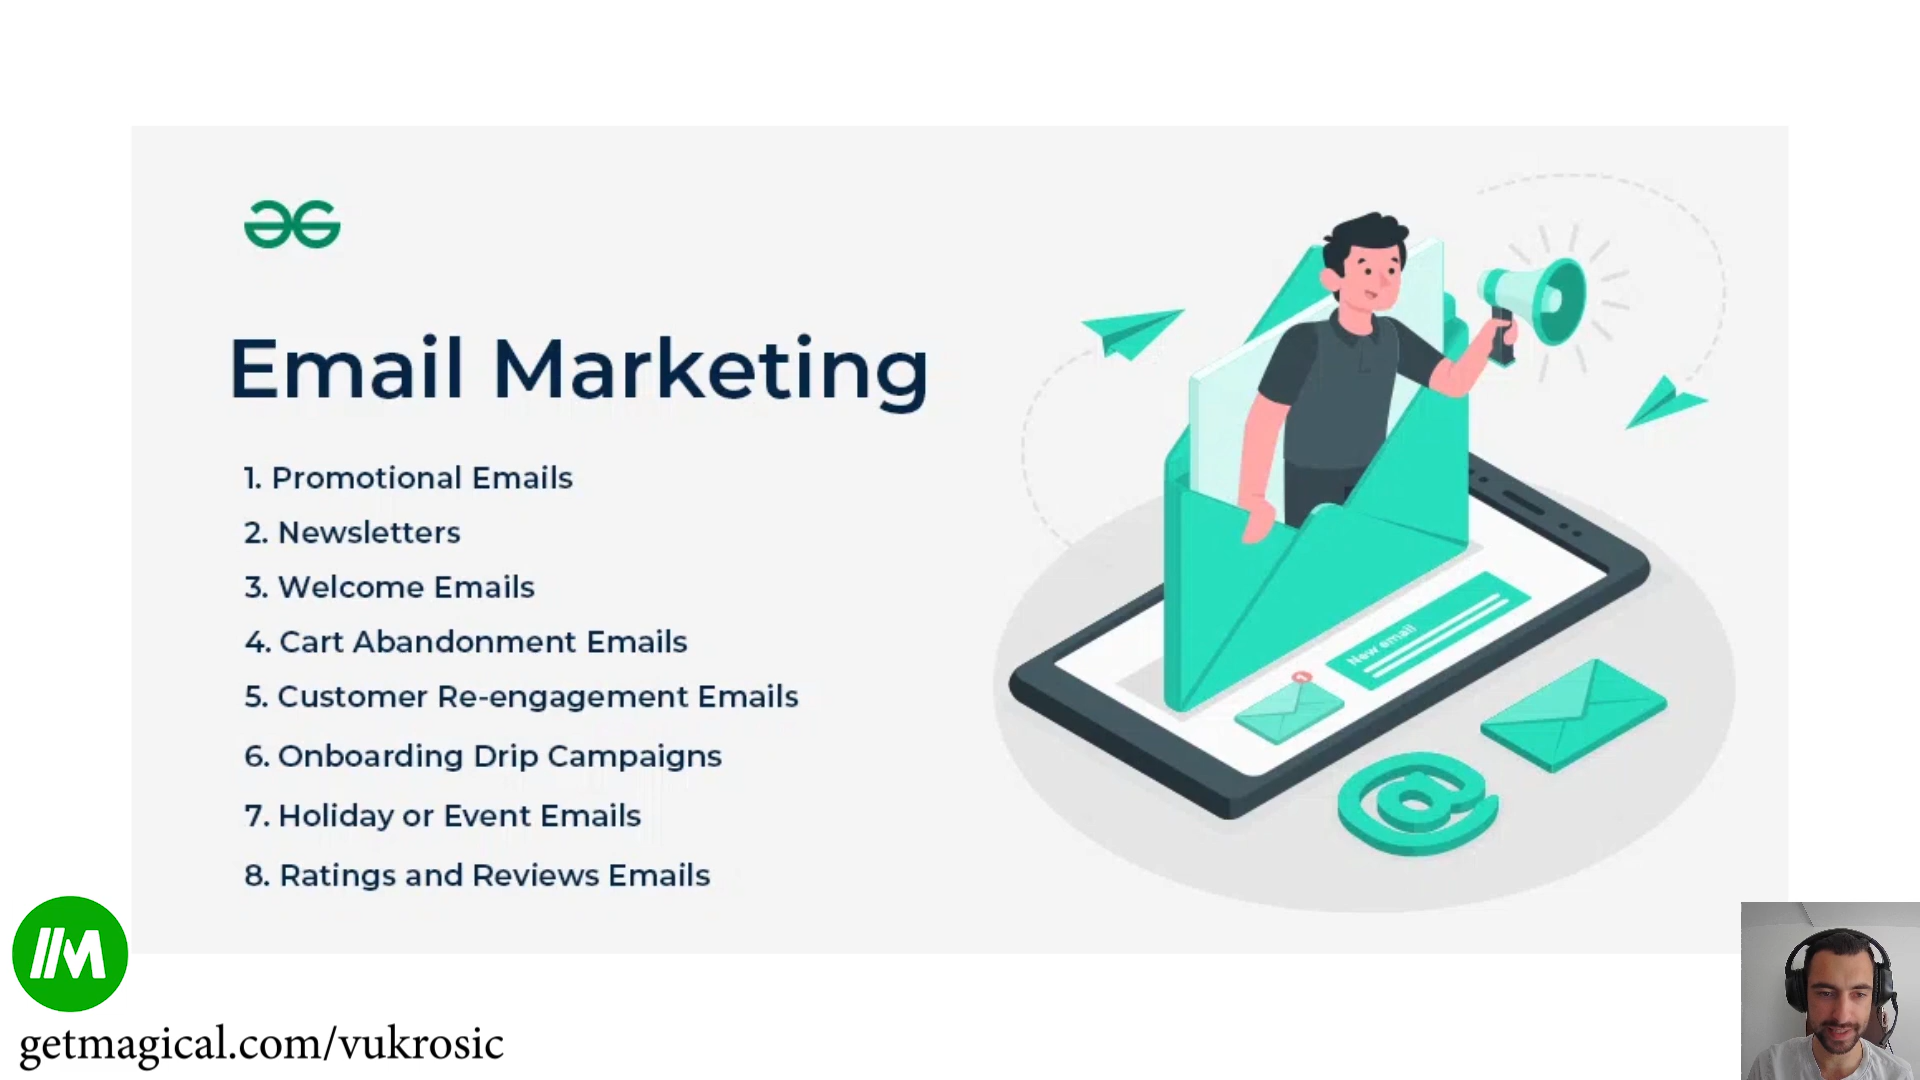 Email Marketing
1. Promotional Emails
2. Newsletters
3. Welcome Emails
4. Cart Abandonment Emails
5. Customer Re-engagement Emails
6. Onboarding Drip Campaigns
7. Holiday or Event Emails
8. Ratings and Reviews Emails
New email
1
@
M
getmagical.com/vukrosic